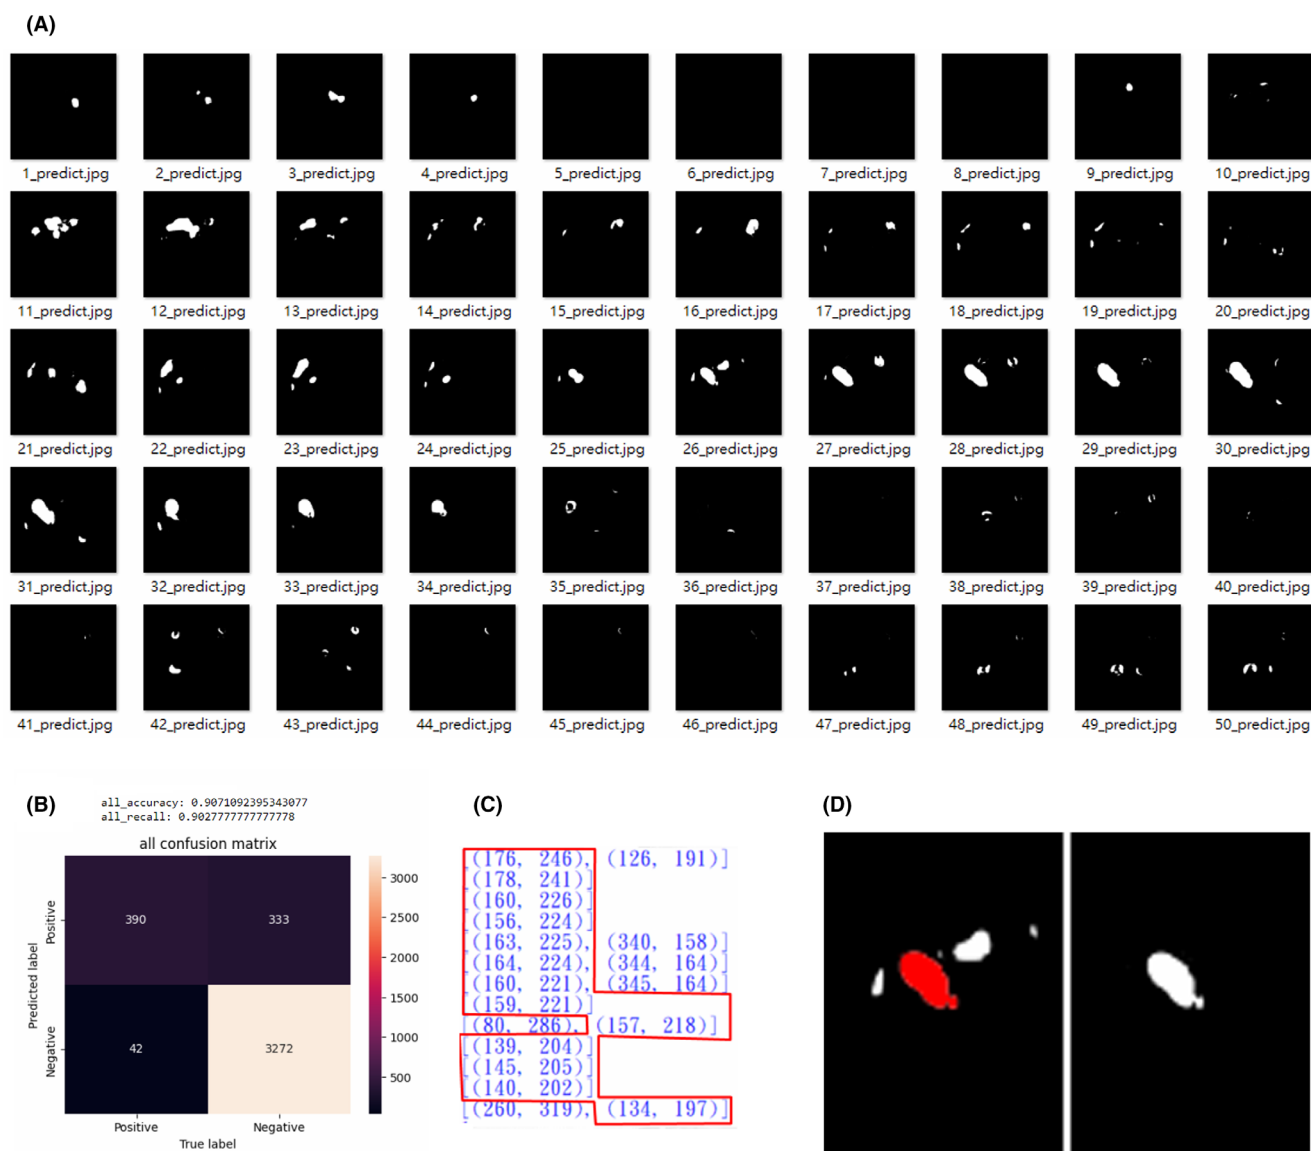 (A)
1_predict.jpg 2_predict.jpg 3_predict.jpg 4_predict.jpg 5_predict.jpg 6_predict.jpg 7_predict.jpg 8_predict.jpg 9_predict.jpg 10_predict.jpg
11_predict.jpg 12_predict.jpg 13_predict.jpg 14_predict.jpg 15_predict.jpg 16_predict.jpg 17_predict.jpg 18_predict.jpg 19_predict.jpg 20_predict.jpg
21_predict.jpg 22_predict.jpg 23_predict.jpg 24_predict.jpg 25_predict.jpg 26_predict.jpg 27_predict.jpg 28_predict.jpg 29_predict.jpg 30_predict.jpg
31_predict.jpg 32_predict.jpg 33_predict.jpg 34_predict.jpg 35_predict.jpg 36_predict.jpg 37_predict.jpg 38_predict.jpg 39_predict.jpg 40_predict.jpg
41_predict.jpg 42_predict.jpg 43_predict.jpg 44_predict.jpg 45_predict.jpg 46_predict.jpg 47_predict.jpg 48_predict.jpg 49_predict.jpg 50_predict.jpg
(B)
all_accuracy: 0.9071092395343077
all_recall: 0.9027777777777778
all confusion matrix
Predicted label
Positive
390 333
Negative
42 3272
Positive Negative
True label
3000
2500
2000
1500
1000
500
(C)
[(176, 246), (126, 191)]
[(178, 241)]
[(160, 226)]
[(156, 224)]
[(163, 225), (340, 158)]
[(164, 224), (344, 164)]
[(160, 221), (345, 164)]
[(159, 221)]
[(80, 286), (157, 218)]
[(139, 204)]
[(145, 205)]
[(140, 202)]
[(260, 319), (134, 197)]
(D)